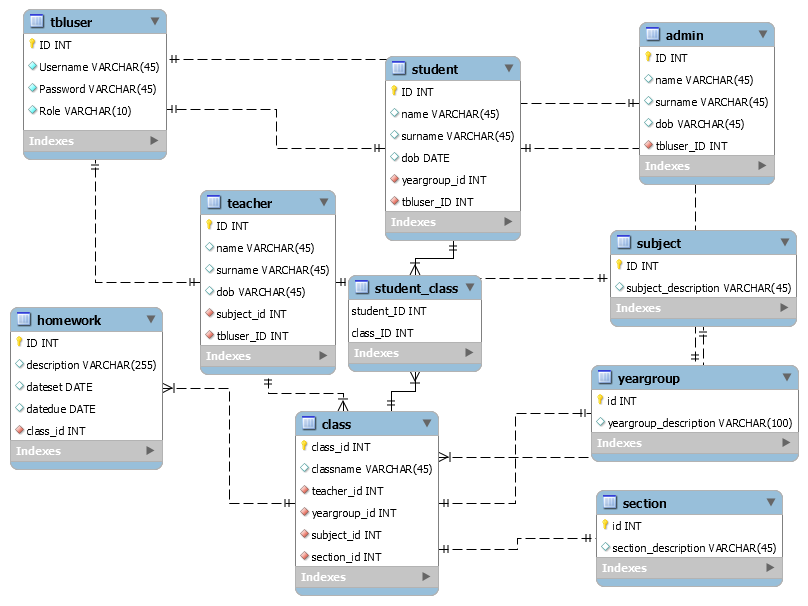 tbluser
ID INT
Username VARCHAR(45)
Password VARCHAR(45)
Role VARCHAR(10)
Indexes
student
ID INT
name VARCHAR(45)
surname VARCHAR(45)
dob DATE
yeargroup_id INT
tbluser_ID INT
Indexes
admin
ID INT
name VARCHAR(45)
surname VARCHAR(45)
dob VARCHAR(45)
tbluser_ID INT
Indexes
teacher
ID INT
name VARCHAR(45)
surname VARCHAR(45)
dob VARCHAR(45)
subject_id INT
tbluser_ID INT
Indexes
student_class
student_ID INT
class_ID INT
Indexes
subject
ID INT
subject_description VARCHAR(45)
Indexes
homework
ID INT
description VARCHAR(255)
dateset DATE
datedue DATE
class_id INT
Indexes
class
class_id INT
classname VARCHAR(45)
teacher_id INT
yeargroup_id INT
subject_id INT
section_id INT
Indexes
yeargroup
id INT
yeargroup_description VARCHAR(100)
Indexes
section
id INT
section_description VARCHAR(45)
Indexes